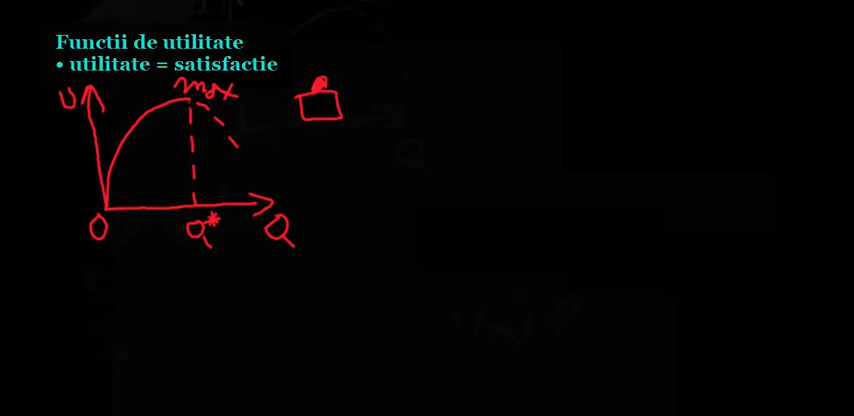 Functii de utilitate
• utilitate = satisfactie
max
U
O
Q*
Q